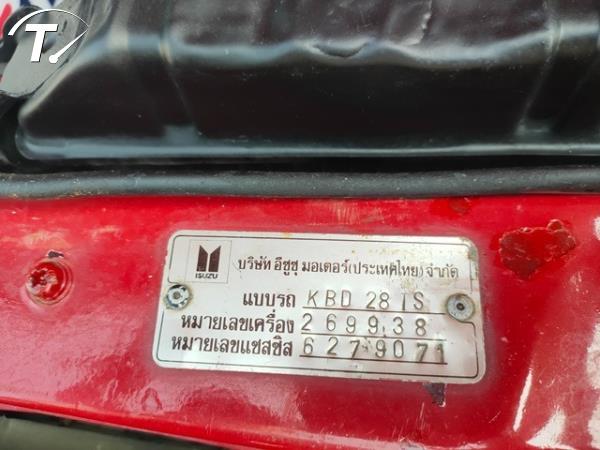 T
ISUZU
บริษัท อีซูซุ มอเตอร์(ประเทศไทย)จำกัด
แบบรถ KBD 28 IS
หมายเลขเครื่อง 269938
หมายเลขแชสซิส 6279071